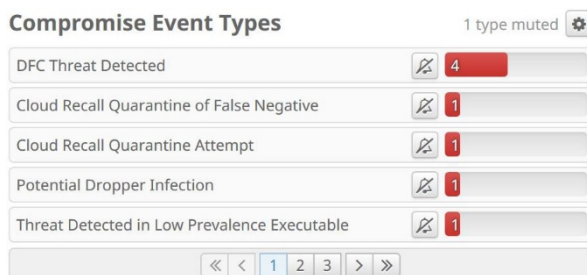 Compromise Event Types 1 type muted
DFC Threat Detected 4
Cloud Recall Quarantine of False Negative 1
Cloud Recall Quarantine Attempt 1
Potential Dropper Infection 1
Threat Detected in Low Prevalence Executable 1
« < 1 2 3 > »